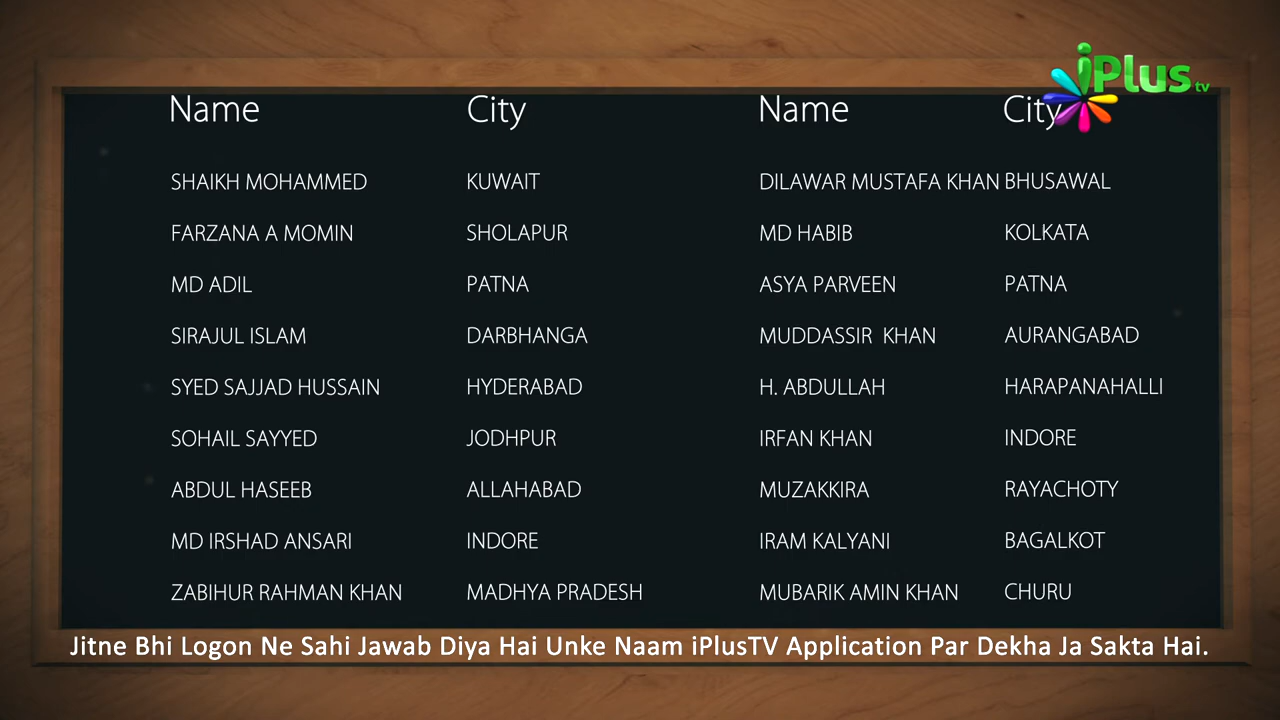 iPlus tv
Name City Name City
SHAIKH MOHAMMED KUWAIT DILAWAR MUSTAFA KHAN BHUSAWAL
FARZANA A MOMIN SHOLAPUR MD HABIB KOLKATA
MD ADIL PATNA ASYA PARVEEN PATNA
SIRAJUL ISLAM DARBHANGA MUDDASSIR KHAN AURANGABAD
SYED SAJJAD HUSSAIN HYDERABAD H. ABDULLAH HARAPANAHALLI
SOHAIL SAYYED JODHPUR IRFAN KHAN INDORE
ABDUL HASEEB ALLAHABAD MUZAKKIRA RAYACHOTY
MD IRSHAD ANSARI INDORE IRAM KALYANI BAGALKOT
ZABIHUR RAHMAN KHAN MADHYA PRADESH MUBARIK AMIN KHAN CHURU
Jitne Bhi Logon Ne Sahi Jawab Diya Hai Unke Naam iPlusTV Application Par Dekha Ja Sakta Hai.